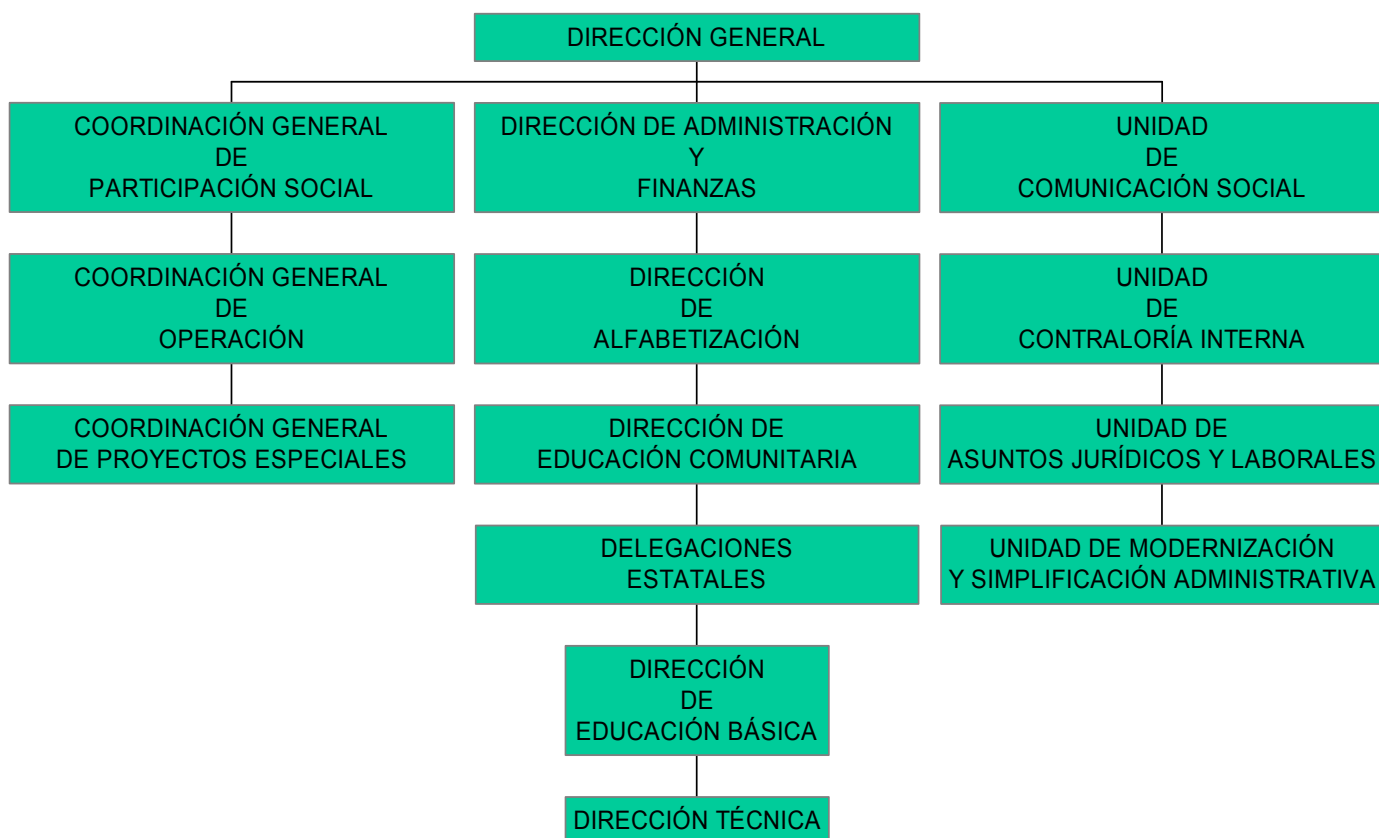 DIRECCIÓN GENERAL
COORDINACIÓN GENERAL
DE
PARTICIPACIÓN SOCIAL
DIRECCIÓN DE ADMINISTRACIÓN
Y
FINANZAS
UNIDAD
DE
COMUNICACIÓN SOCIAL
COORDINACIÓN GENERAL
DE
OPERACIÓN
DIRECCIÓN
DE
ALFABETIZACIÓN
UNIDAD
DE
CONTRALORÍA INTERNA
COORDINACIÓN GENERAL
DE PROYECTOS ESPECIALES
DIRECCIÓN DE
EDUCACIÓN COMUNITARIA
UNIDAD DE
ASUNTOS JURÍDICOS Y LABORALES
DELEGACIONES
ESTATALES
UNIDAD DE MODERNIZACIÓN
Y SIMPLIFICACIÓN ADMINISTRATIVA
DIRECCIÓN
DE
EDUCACIÓN BÁSICA
DIRECCIÓN TÉCNICA